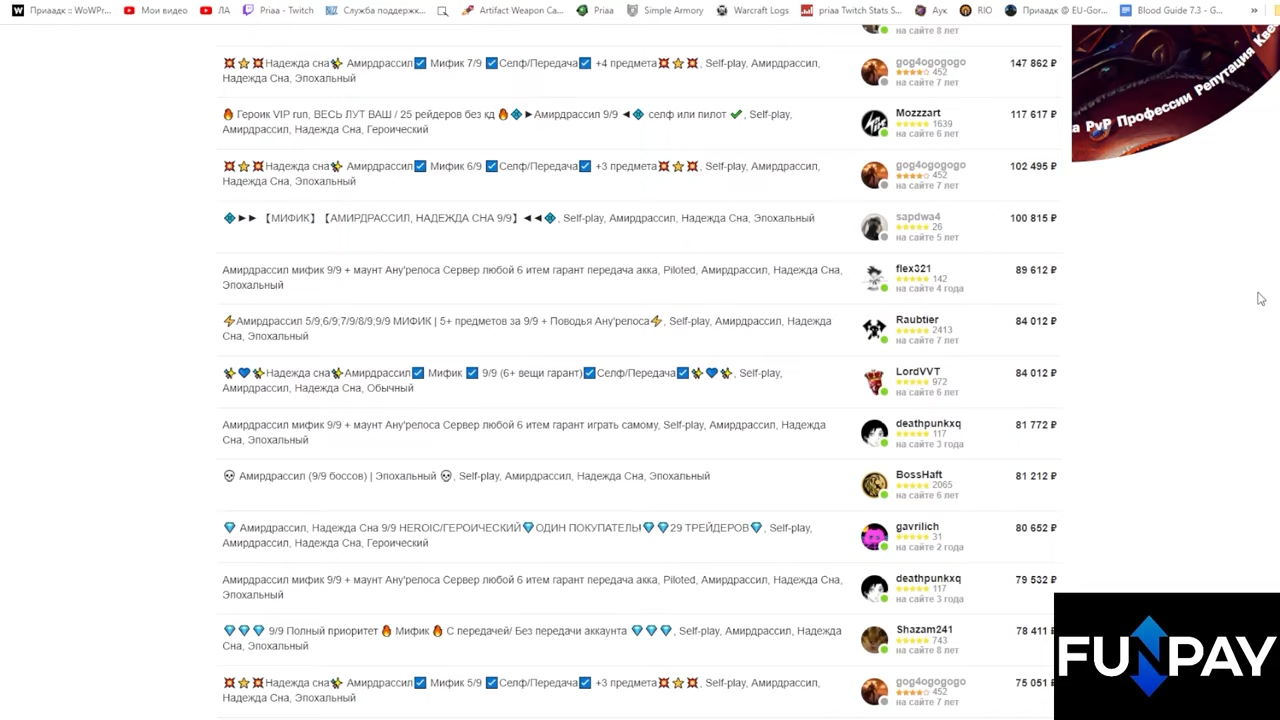 Приаадк :: WoWPr...
Мои видео
ЛА
Priaa - Twitch
Служба поддержк...
Artifact Weapon Ca...
Priaa
Simple Armory
Warcraft Logs
priaa Twitch Stats S...
Аук
RIO
Приаадк @ EU-Gor...
Blood Guide 7.3 - G...
»
на сайте 8 лет
💥⭐💥Надежда сна✨ Амирдрассил☑ Мифик 7/9 ☑Селф/Передача☑ +4 предмета💥⭐💥, Self-play, Амирдрассил,
Надежда Сна, Эпохальный
gog4ogogogo
★★★★☆ 452
на сайте 7 лет
147 862 ₽
🔥 Героик VIP run, ВЕСЬ ЛУТ ВАШ / 25 рейдеров без кд 🔥💠►Амирдрассил 9/9 ◄💠 селф или пилот ✔, Self-play,
Амирдрассил, Надежда Сна, Героический
Mozzzart
★★★★★ 1639
на сайте 6 лет
117 617 ₽
💥⭐💥Надежда сна✨ Амирдрассил☑ Мифик 6/9 ☑Селф/Передача☑ +3 предмета💥⭐💥, Self-play, Амирдрассил,
Надежда Сна, Эпохальный
gog4ogogogo
★★★★☆ 452
на сайте 7 лет
102 495 ₽
💠►► 【МИФИК】【АМИРДРАССИЛ, НАДЕЖДА СНА 9/9】◄◄💠, Self-play, Амирдрассил, Надежда Сна, Эпохальный
sapdwa4
★★★★★ 26
на сайте 5 лет
100 815 ₽
Амирдрассил мифик 9/9 + маунт Ану'релоса Сервер любой 6 итем гарант передача акка, Piloted, Амирдрассил, Надежда Сна,
Эпохальный
flex321
★★★★★ 142
на сайте 4 года
89 612 ₽
⚡Амирдрассил 5/9;6/9;7/9/8/9;9/9 МИФИК | 5+ предметов за 9/9 + Поводья Ану'релоса⚡, Self-play, Амирдрассил, Надежда
Сна, Эпохальный
Raubtier
★★★★★ 2413
на сайте 7 лет
84 012 ₽
✨💙✨Надежда сна✨Амирдрассил☑ Мифик ☑ 9/9 (6+ вещи гарант)☑Селф/Передача☑✨💙✨, Self-play,
Амирдрассил, Надежда Сна, Обычный
LordVVT
★★★★★ 972
на сайте 6 лет
84 012 ₽
Амирдрассил мифик 9/9 + маунт Ану'релоса Сервер любой 6 итем гарант играть самому, Self-play, Амирдрассил, Надежда
Сна, Эпохальный
deathpunkxq
★★★★★ 117
на сайте 3 года
81 772 ₽
💀 Амирдрассил (9/9 боссов) | Эпохальный 💀, Self-play, Амирдрассил, Надежда Сна, Эпохальный
BossHaft
★★★★★ 2065
на сайте 6 лет
81 212 ₽
💎 Амирдрассил, Надежда Сна 9/9 HEROIC/ГЕРОИЧЕСКИЙ💎ОДИН ПОКУПАТЕЛЬ!💎 💎29 ТРЕЙДЕРОВ💎, Self-play,
Амирдрассил, Надежда Сна, Героический
gavrilich
★★★★★ 31
на сайте 2 года
80 652 ₽
Амирдрассил мифик 9/9 + маунт Ану'релоса Сервер любой 6 итем гарант передача акка, Piloted, Амирдрассил, Надежда Сна,
Эпохальный
deathpunkxq
★★★★★ 117
на сайте 3 года
79 532 ₽
💎💎💎 9/9 Полный приоритет 🔥 Мифик 🔥 С передачей/ Без передачи аккаунта 💎💎💎, Self-play, Амирдрассил, Надежда
Сна, Эпохальный
Shazam241
★★★★★ 743
на сайте 8 лет
78 411 ₽
💥⭐💥Надежда сна✨ Амирдрассил☑ Мифик 5/9 ☑Селф/Передача☑ +3 предмета💥⭐💥, Self-play, Амирдрассил,
Надежда Сна, Эпохальный
gog4ogogogo
★★★★☆ 452
на сайте 7 лет
75 051 ₽
а PvP Профессии Репутация Кве
FUNPAY